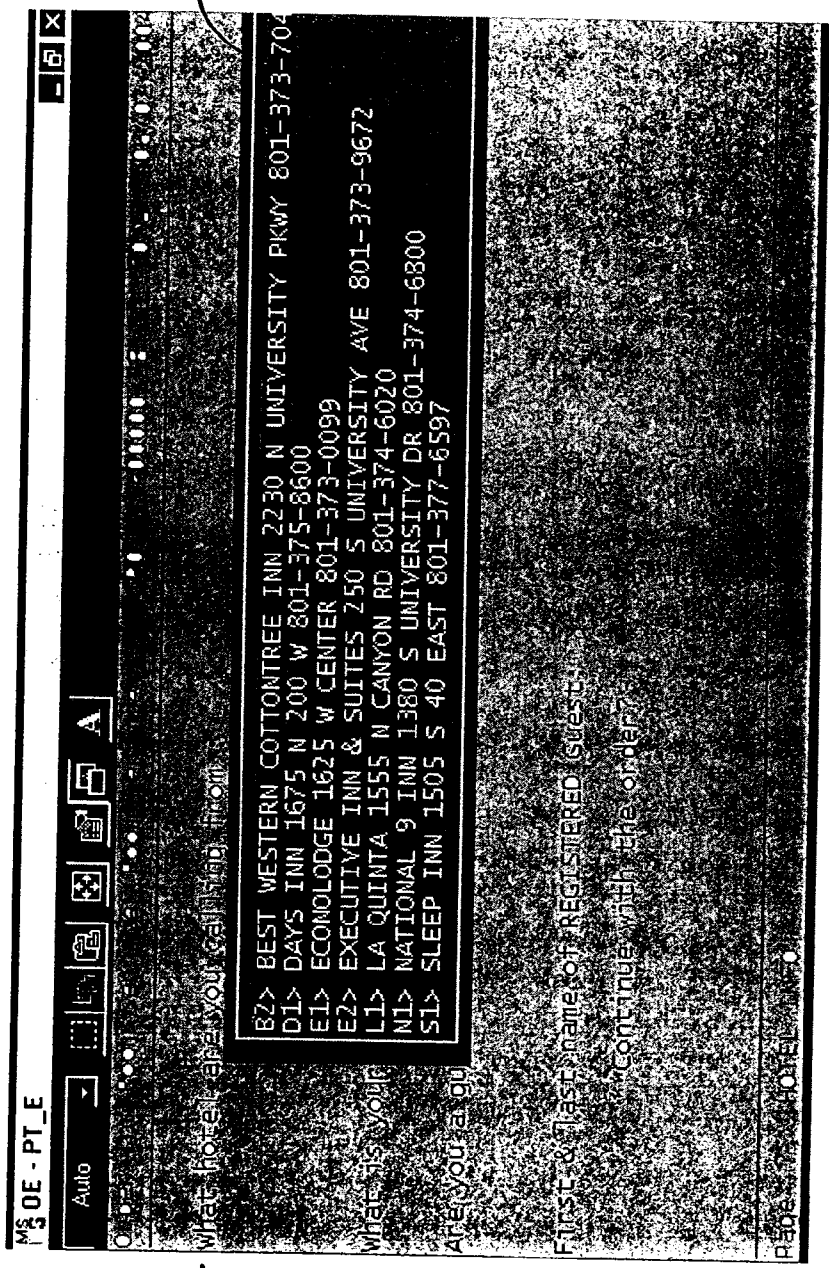 MS OE - PT_E
Auto
A
What hotel are you calling from
B2> BEST WESTERN COTTONTREE INN 2230 N UNIVERSITY PKWY 801-373-704
D1> DAYS INN 1675 N 200 W 801-375-8600
E1> ECONOLODGE 1625 W CENTER 801-373-0099
E2> EXECUTIVE INN & SUITES 250 S UNIVERSITY AVE 801-373-9672
L1> LA QUINTA 1555 N CANYON RD 801-374-6020
N1> NATIONAL 9 INN 1380 S UNIVERSITY DR 801-374-6800
S1> SLEEP INN 1505 S 40 EAST 801-377-6597
What is your
Are you a gu
First & last name of REGISTERED Guest:
Continue with the order?
Page HOTEL INFO